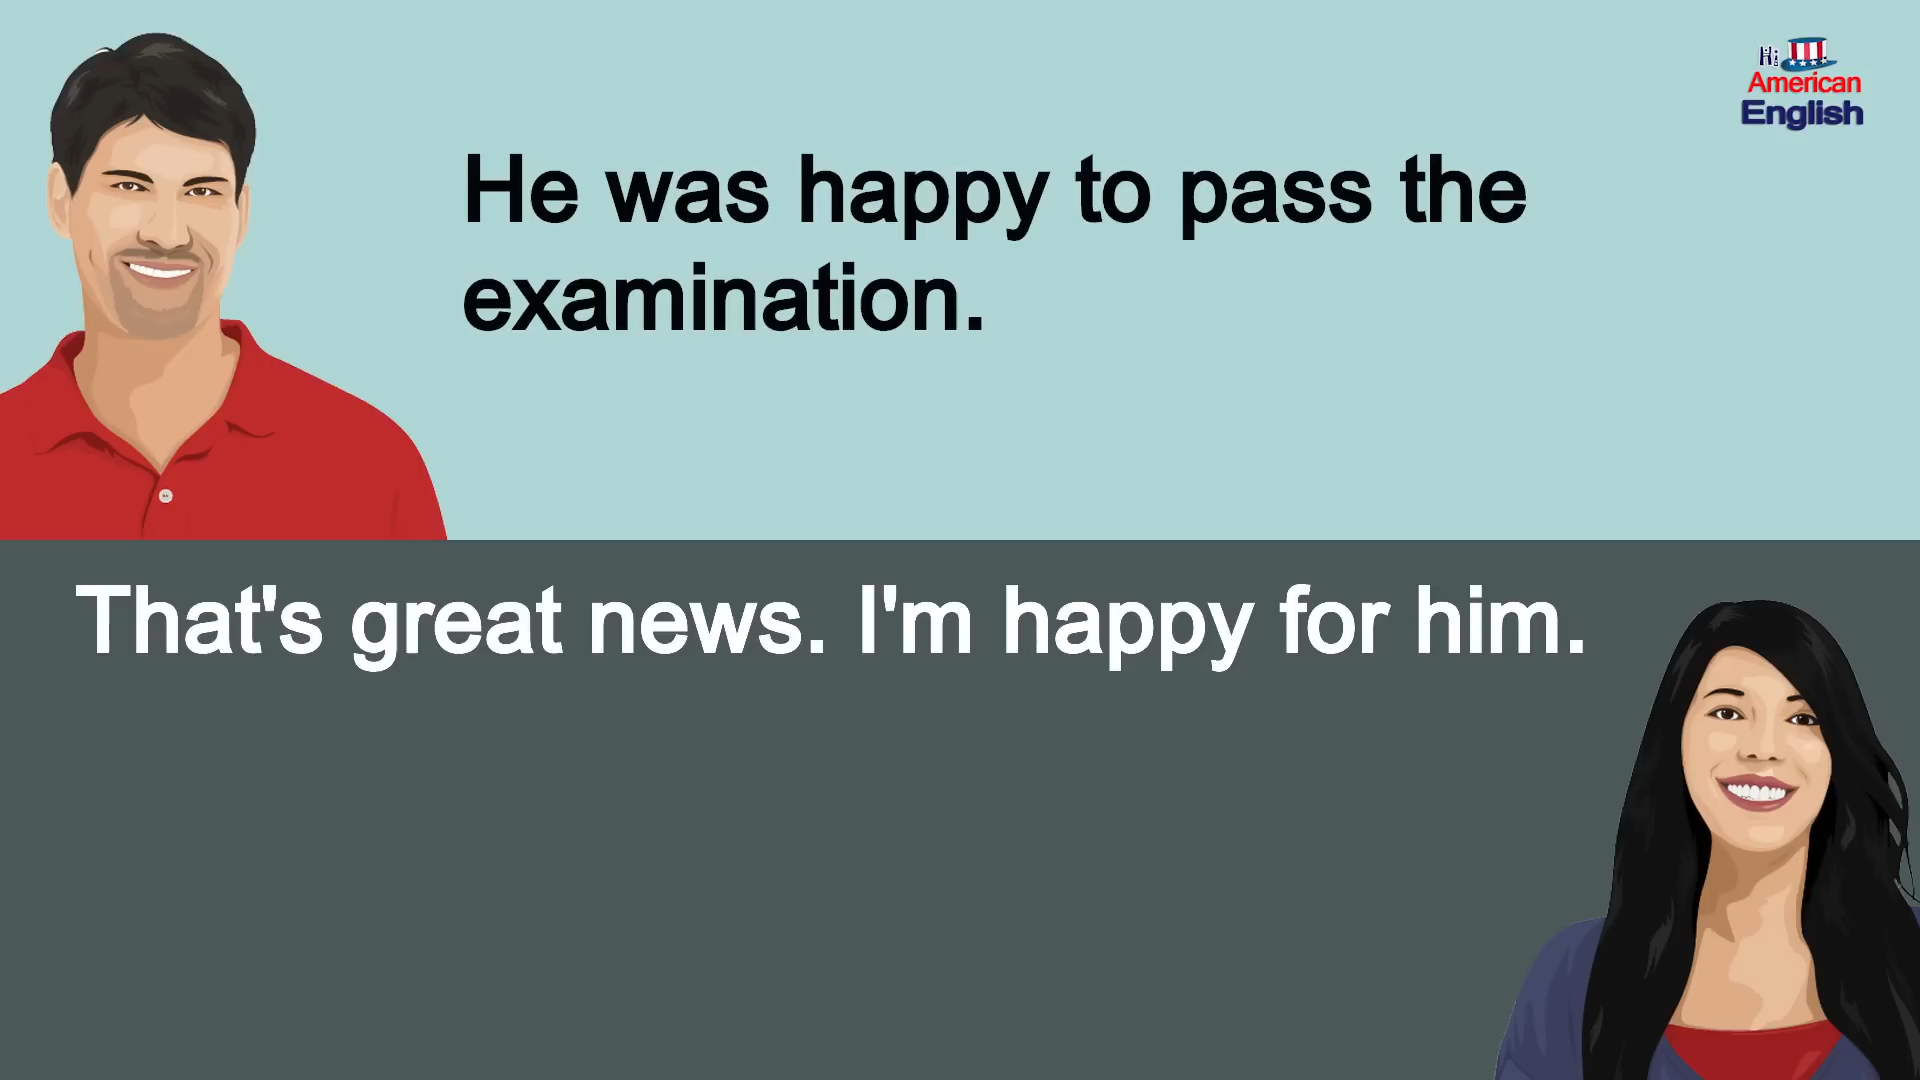 Hi
American
English
He was happy to pass the
examination.
That's great news. I'm happy for him.